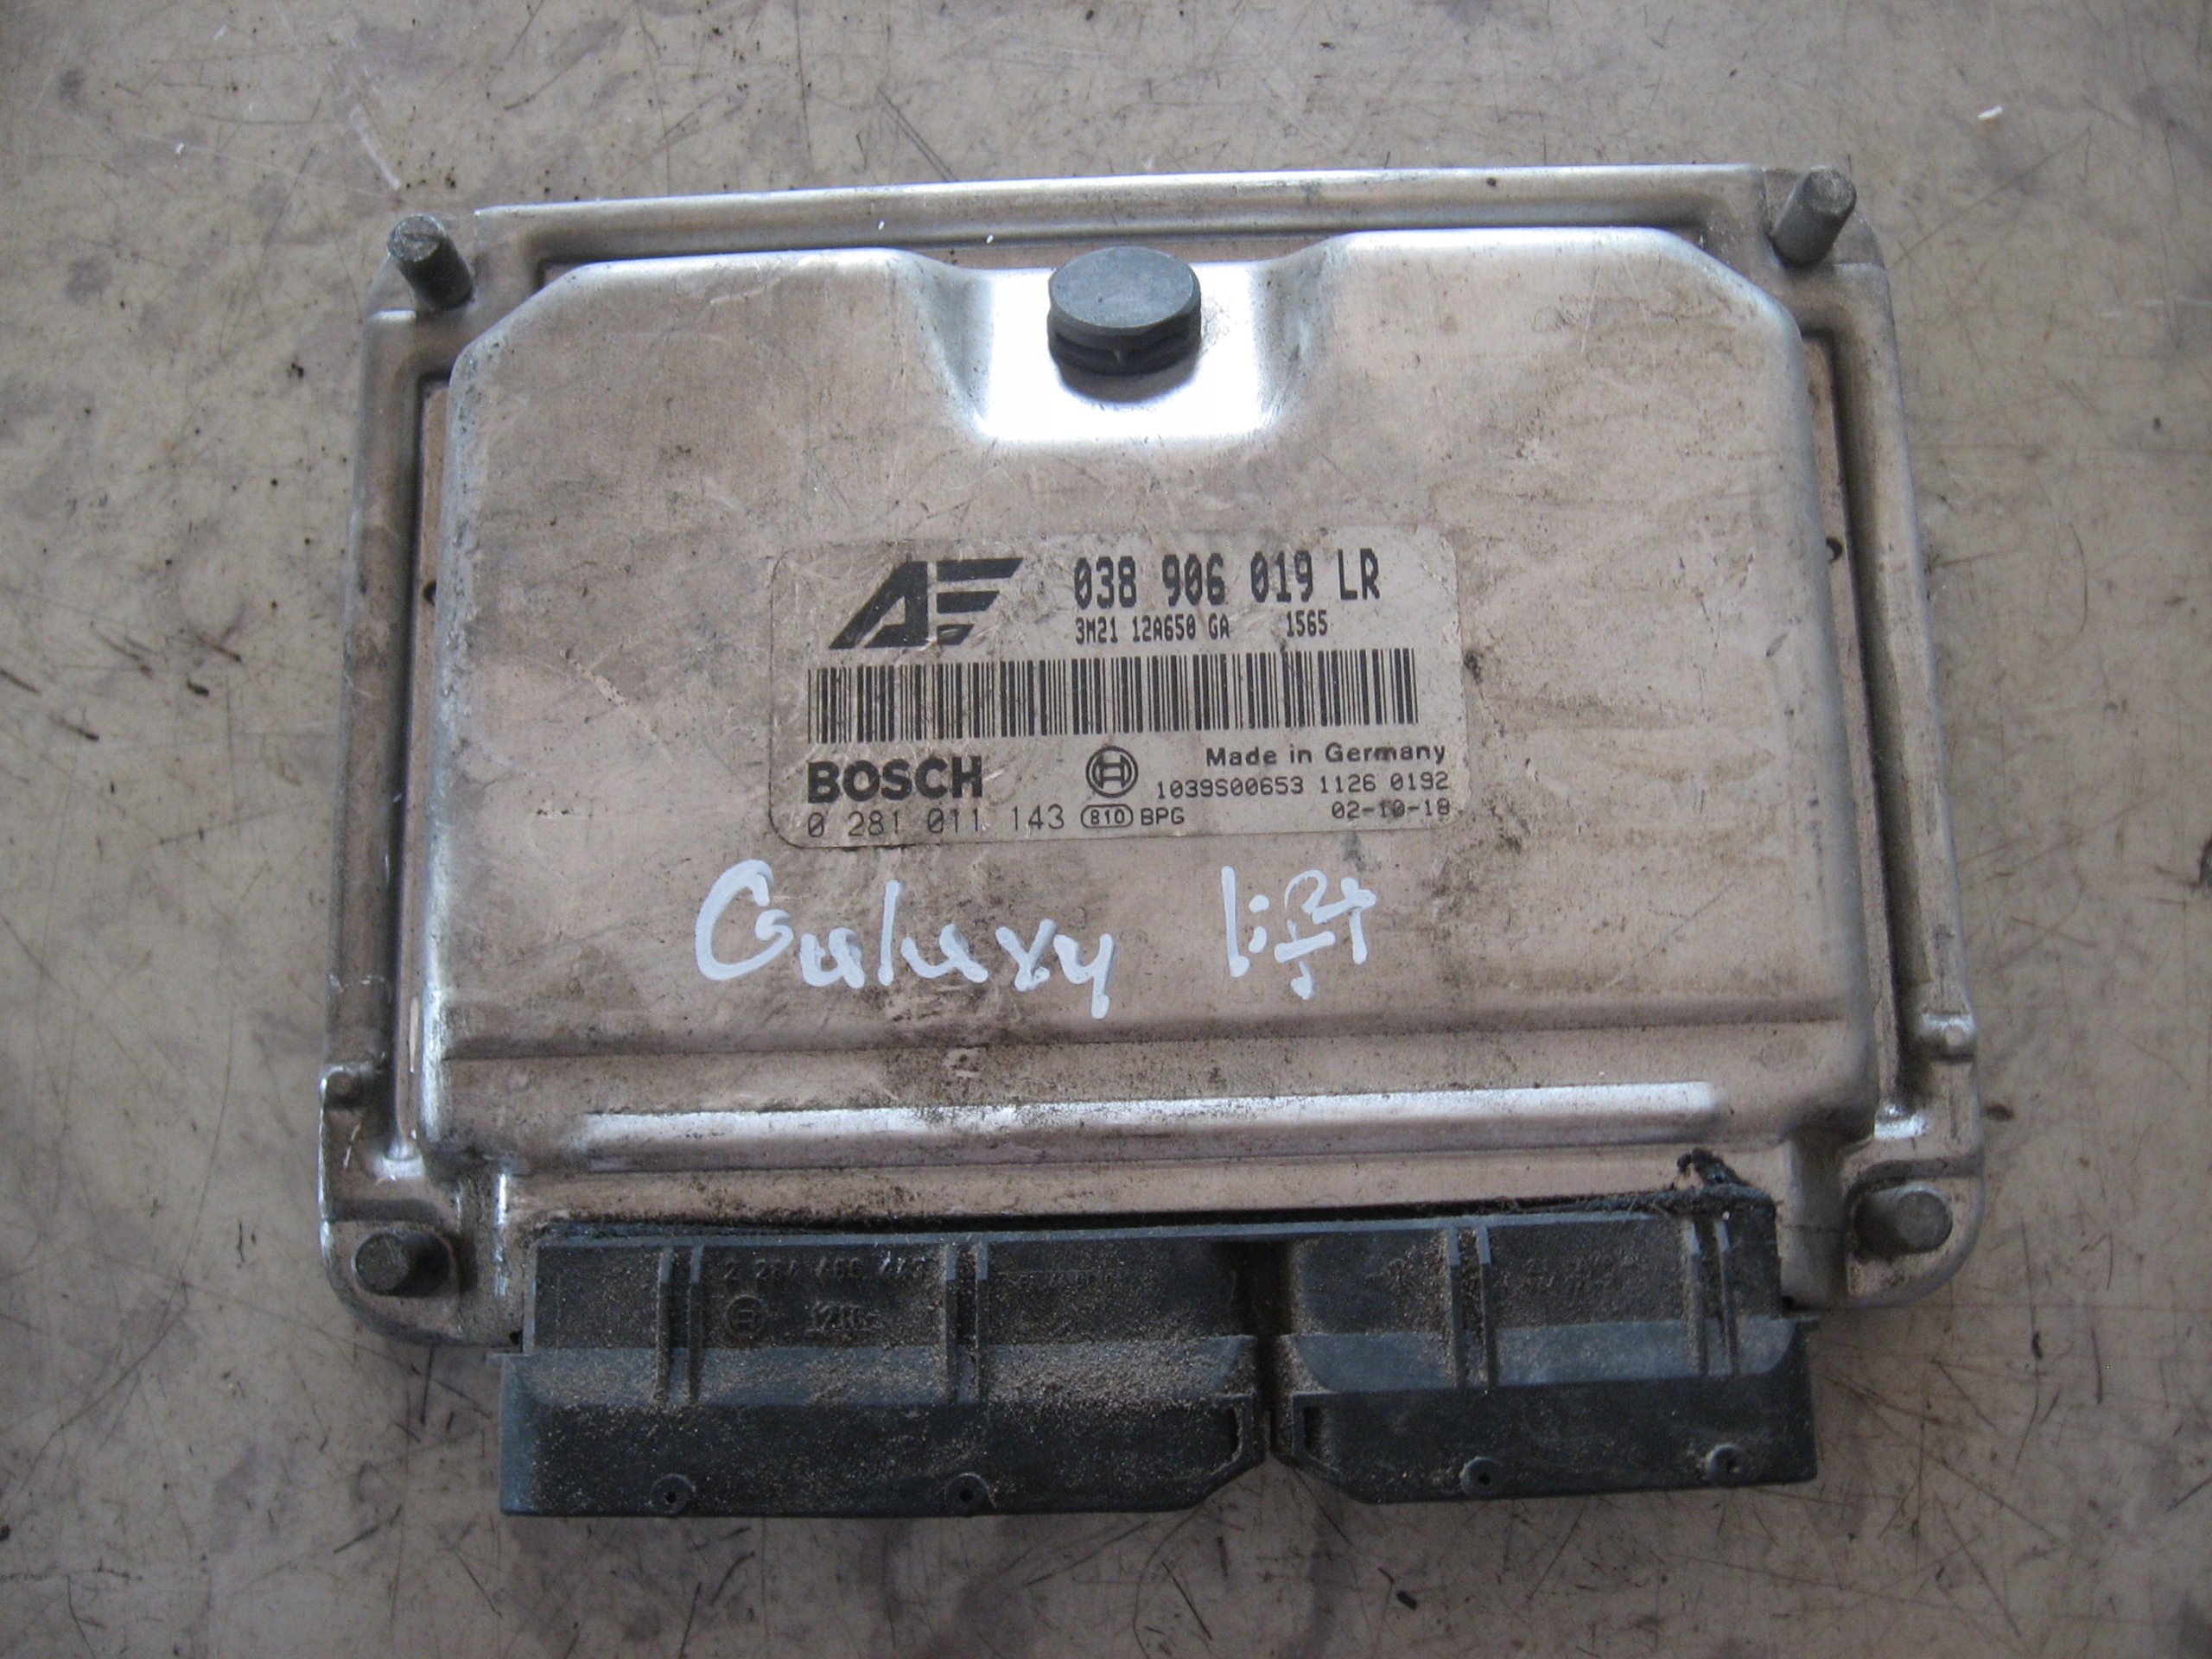 AF 038 906 019 LR
3M21 12A650 GA 1565
BOSCH Made in Germany
1039S00653 1126 0192
0 281 011 143 810 BPG 02-10-18
Galaxy lift